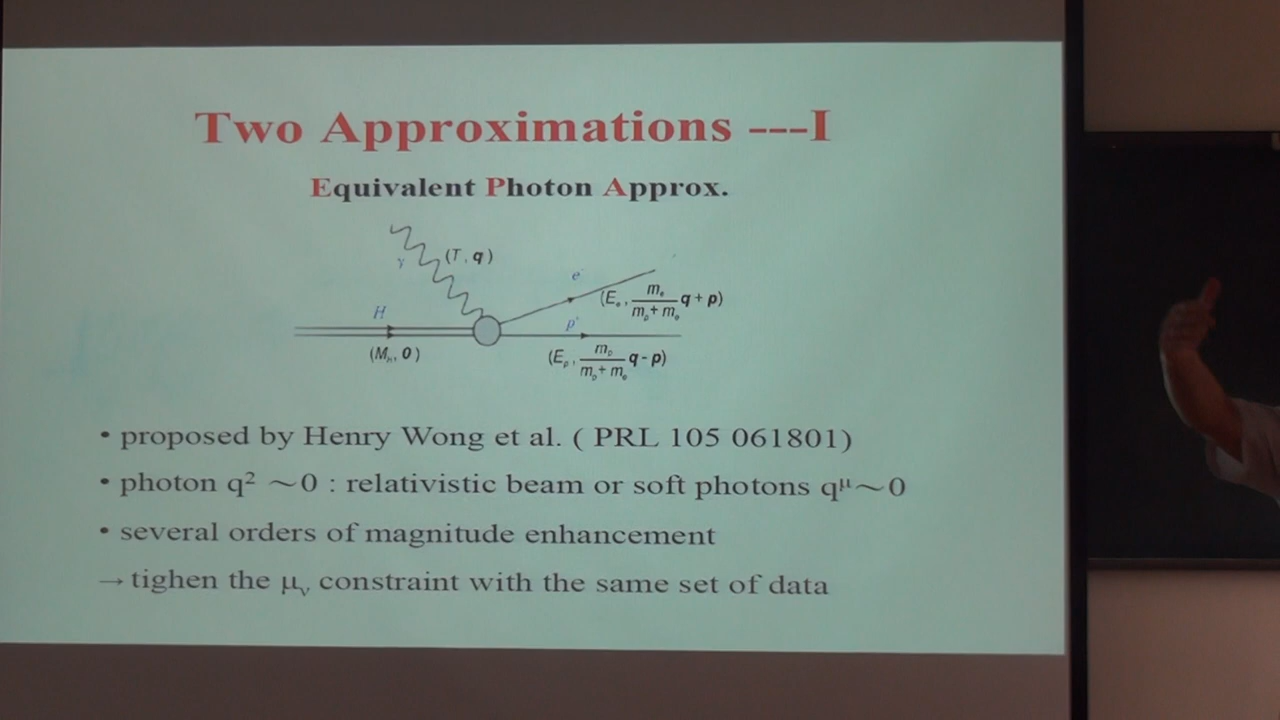 Two Approximations ---I
Equivalent Photon Approx.
γ
(T, q)
e⁻
(Eₑ, mₑ/(mₚ+mₑ) q + p)
H
p⁺
(M_H, 0)
(Eₚ, mₚ/(mₚ+mₑ) q - p)
• proposed by Henry Wong et al. ( PRL 105 061801)
• photon q² ～0 : relativistic beam or soft photons qᵘ～0
• several orders of magnitude enhancement
→ tighen the μᵥ constraint with the same set of data